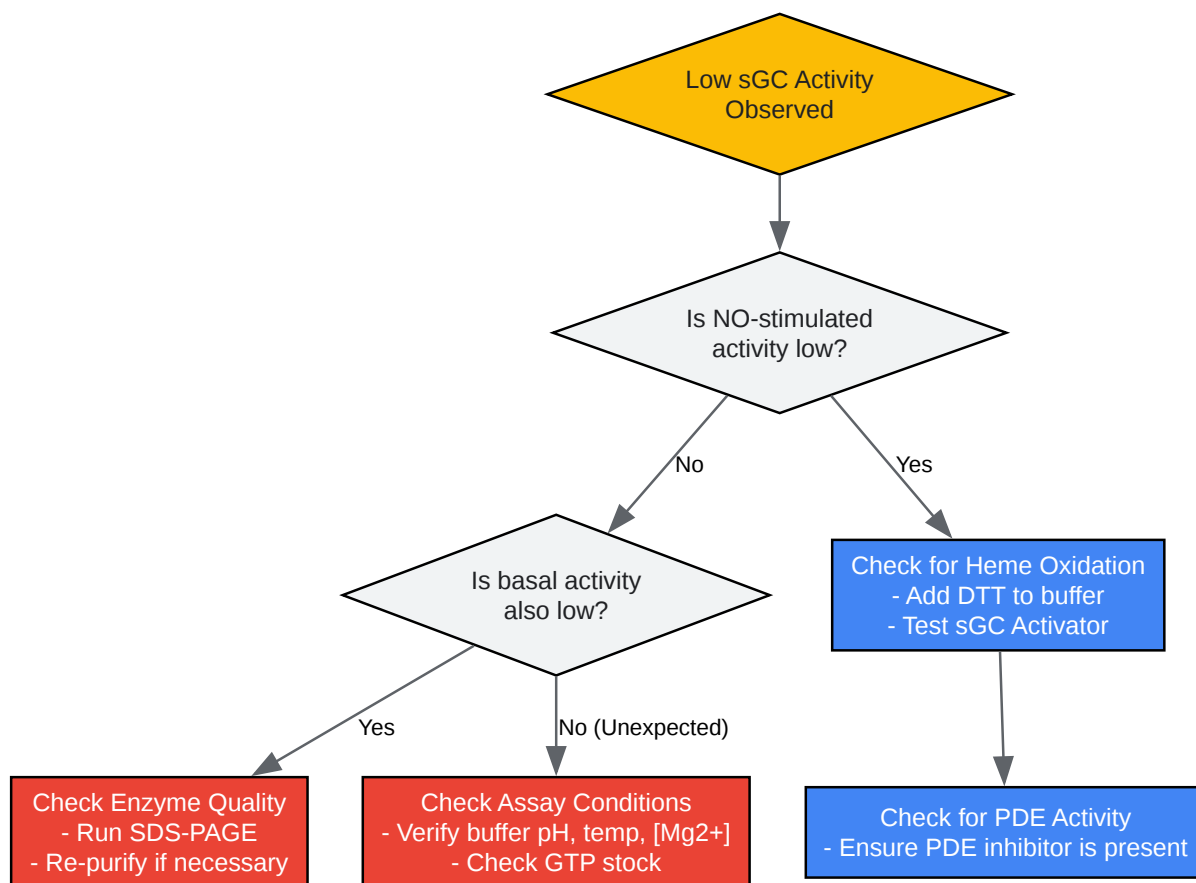 Low sGC Activity
Observed
Is NO-stimulated
activity low?
No
Yes
Is basal activity
also low?
Check for Heme Oxidation
- Add DTT to buffer
- Test sGC Activator
Yes
No (Unexpected)
Check Enzyme Quality
- Run SDS-PAGE
- Re-purify if necessary
Check Assay Conditions
- Verify buffer pH, temp, [Mg2+]
- Check GTP stock
Check for PDE Activity
- Ensure PDE inhibitor is present